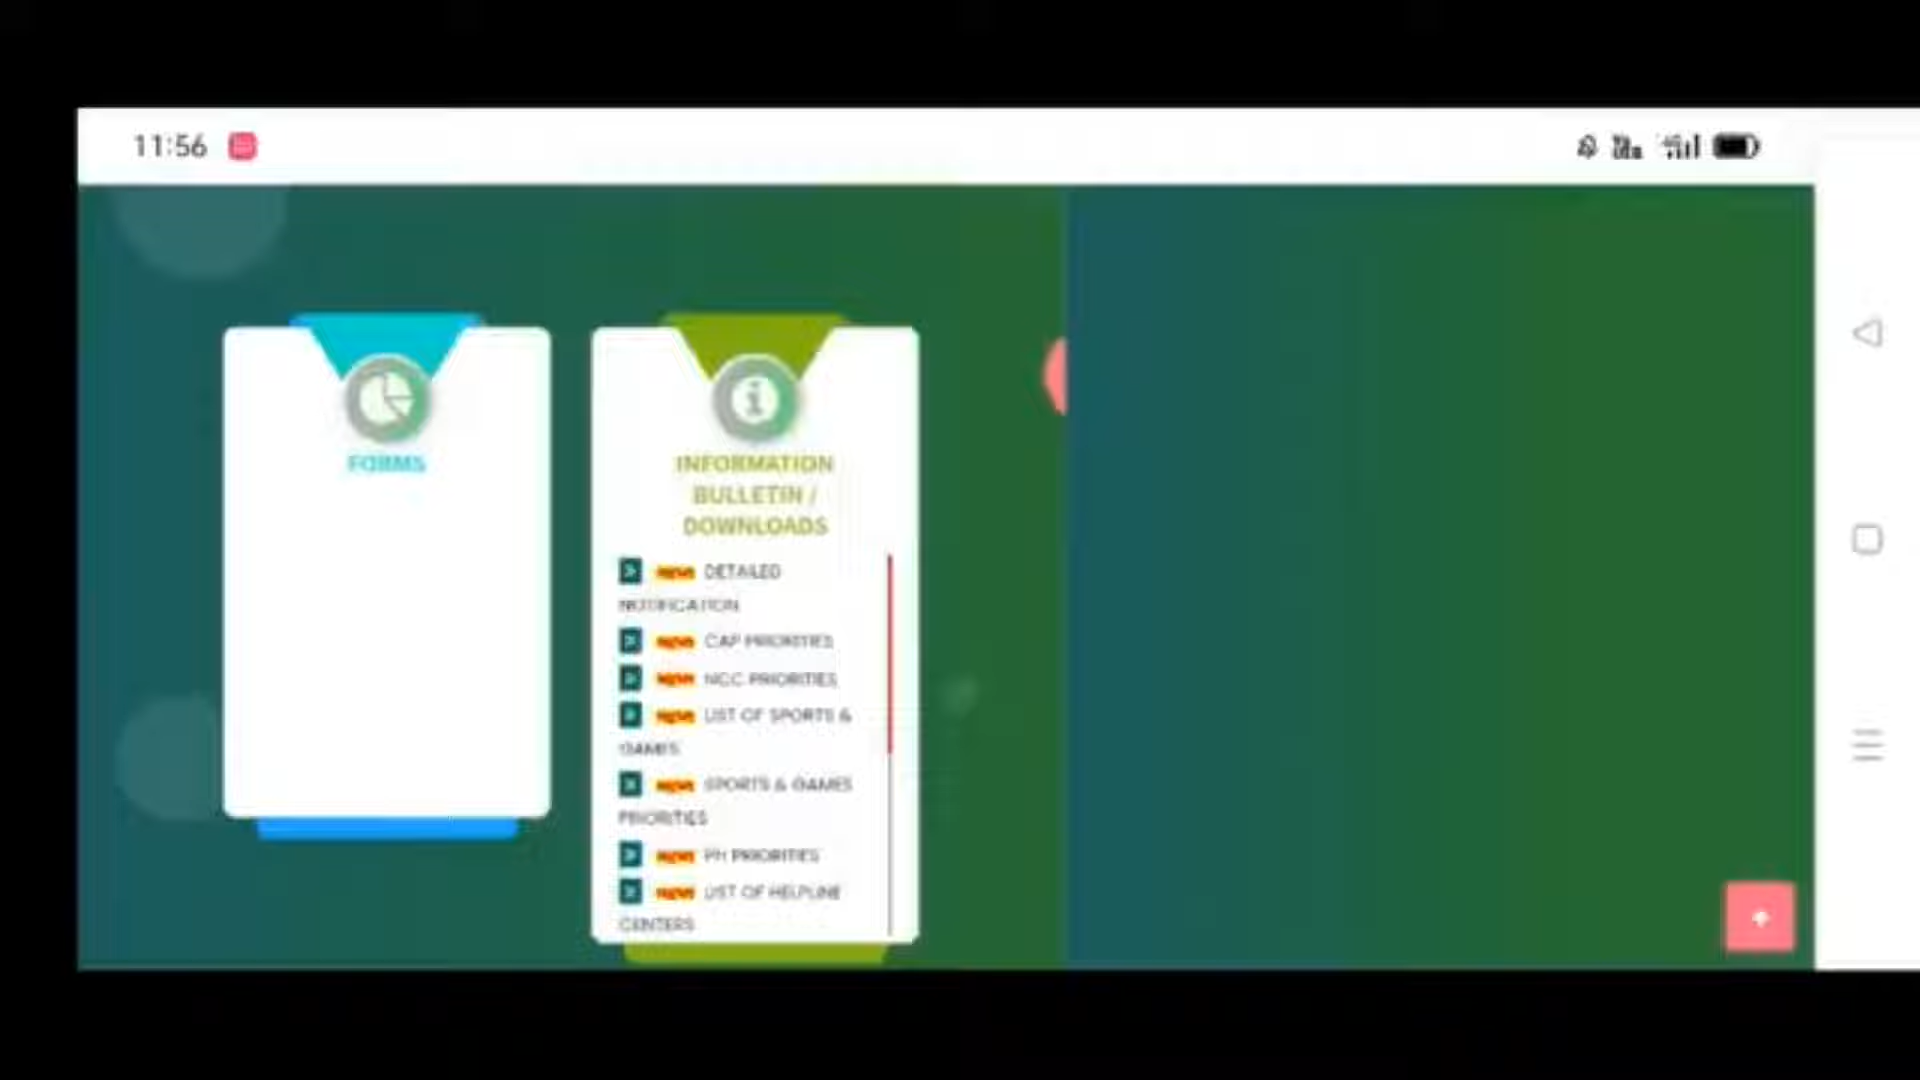 11:56
FORMS
INFORMATION
BULLETIN /
DOWNLOADS
new DETAILED
NOTIFICATION
new CAP PRIORITIES
new NCC PRIORITIES
new LIST OF SPORTS &
GAMES
new SPORTS & GAMES
PRIORITIES
new PH PRIORITIES
new LIST OF HELPLINE
CENTERS